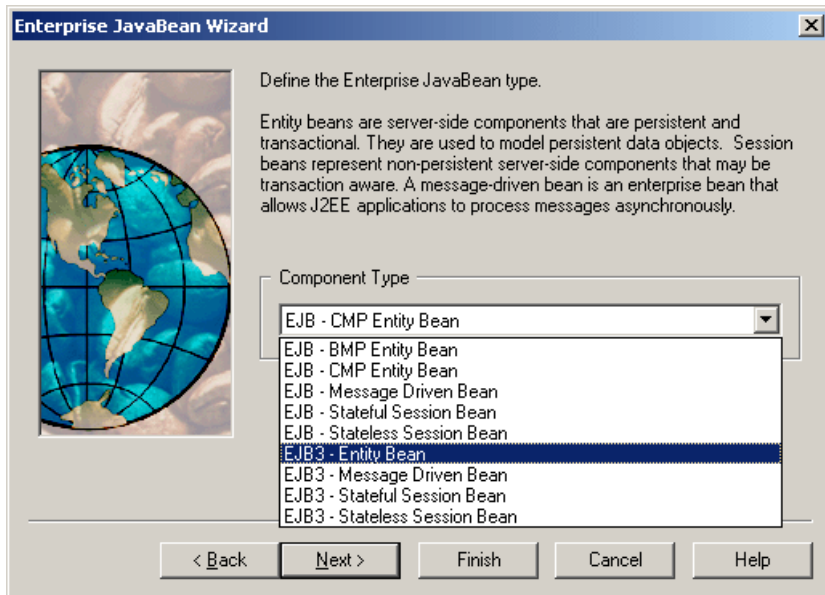 Enterprise JavaBean Wizard
Define the Enterprise JavaBean type.
Entity beans are server-side components that are persistent and
transactional. They are used to model persistent data objects. Session
beans represent non-persistent server-side components that may be
transaction aware. A message-driven bean is an enterprise bean that
allows J2EE applications to process messages asynchronously.
Component Type
EJB - CMP Entity Bean
EJB - BMP Entity Bean
EJB - CMP Entity Bean
EJB - Message Driven Bean
EJB - Stateful Session Bean
EJB - Stateless Session Bean
EJB3 - Entity Bean
EJB3 - Message Driven Bean
EJB3 - Stateful Session Bean
EJB3 - Stateless Session Bean
< Back Next > Finish Cancel Help